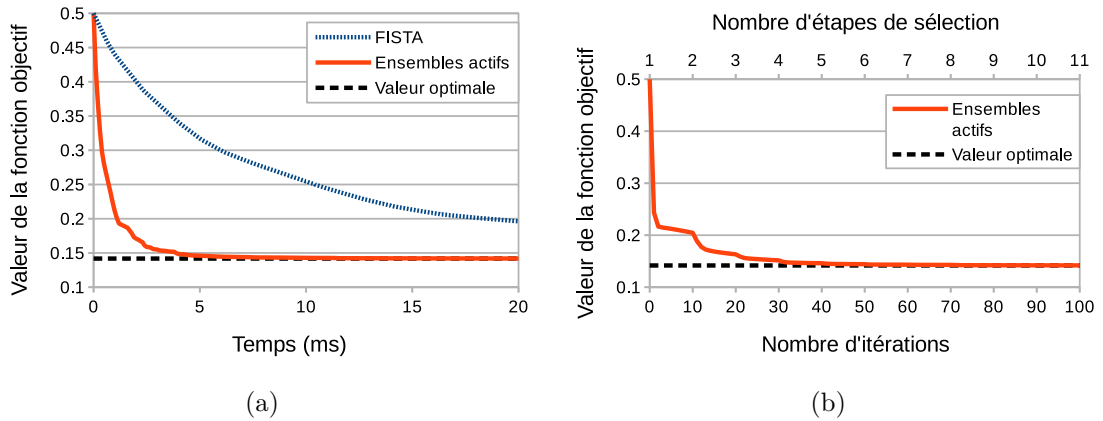 0.5
0.45
0.4
0.35
0.3
0.25
0.2
0.15
0.1
Valeur de la fonction objectif
FISTA
Ensembles actifs
Valeur optimale
0 5 10 15 20
Temps (ms)
(a)
Nombre d'étapes de sélection
1 2 3 4 5 6 7 8 9 10 11
0.5
0.4
0.3
0.2
0.1
Valeur de la fonction objectif
Ensembles
actifs
Valeur optimale
0 10 20 30 40 50 60 70 80 90 100
Nombre d'itérations
(b)